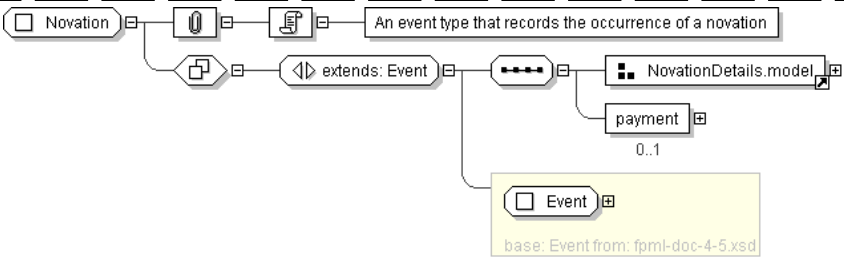 Novation
An event type that records the occurrence of a novation
extends: Event
NovationDetails.model
payment
0..1
Event
base: Event from: fpml-doc-4-5.xsd